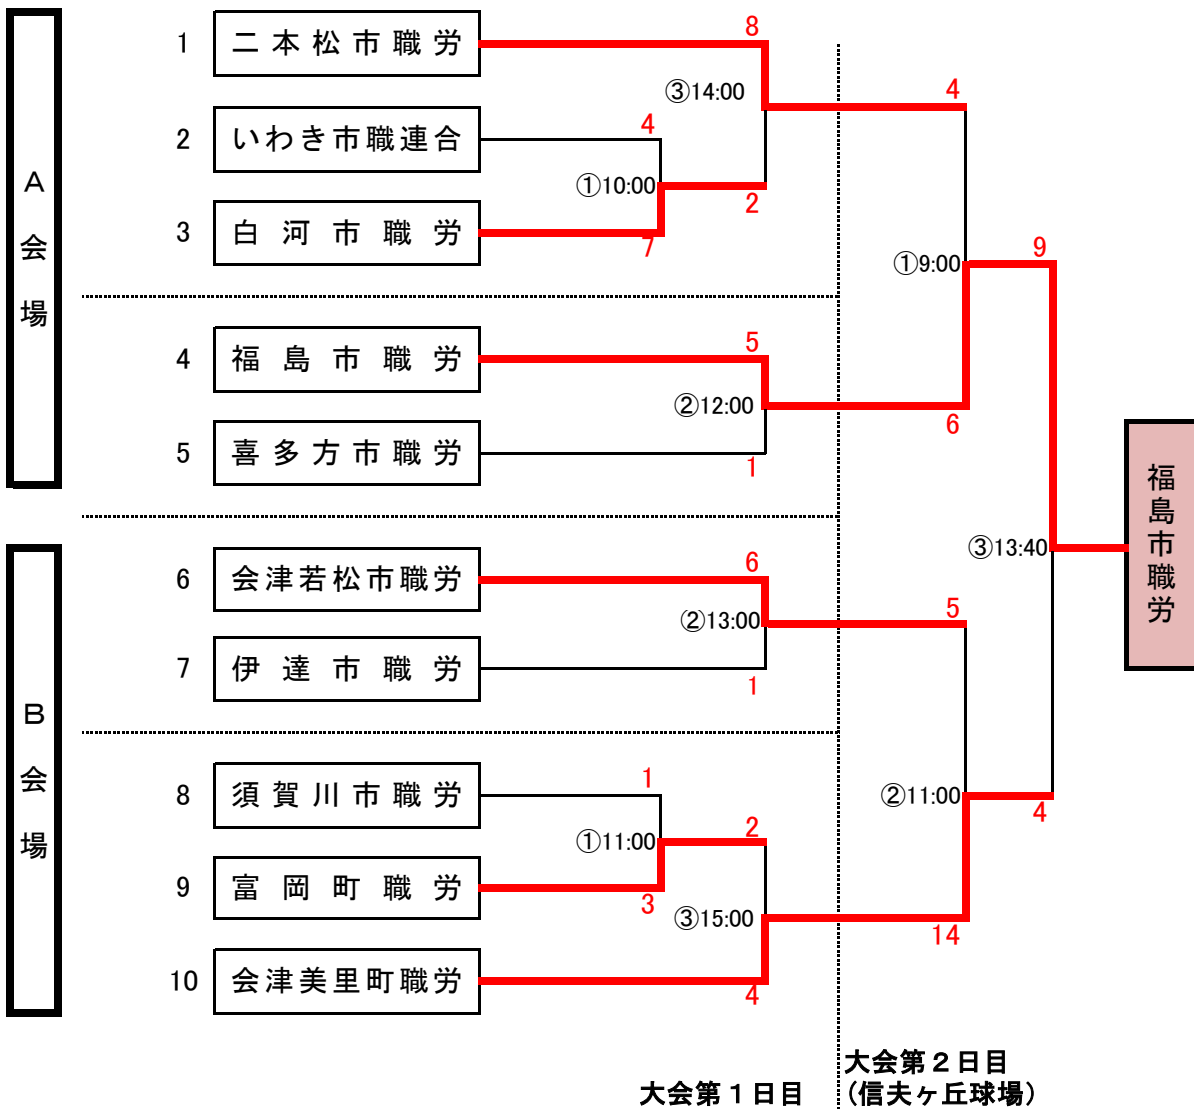 A会場
1 二本松市職労
8
③14:00
4
2 いわき市職連合
4
①10:00
2
3 白河市職労
7
①9:00
9
4 福島市職労
5
②12:00
6
5 喜多方市職労
1
福島市職労
③13:40
B会場
6 会津若松市職労
6
②13:00
5
7 伊達市職労
1
8 須賀川市職労
1
②11:00
4
①11:00
2
9 富岡町職労
3
③15:00
14
10 会津美里町職労
4
大会第1日目
大会第2日目
(信夫ヶ丘球場)